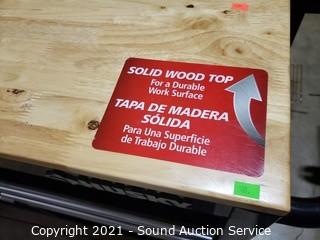 SOLID WOOD TOP
For a Durable
Work Surface
TAPA DE MADERA
SÓLIDA
Para Una Superficie
de Trabajo Durable
HUSKY
Copyright 2021 - Sound Auction Service